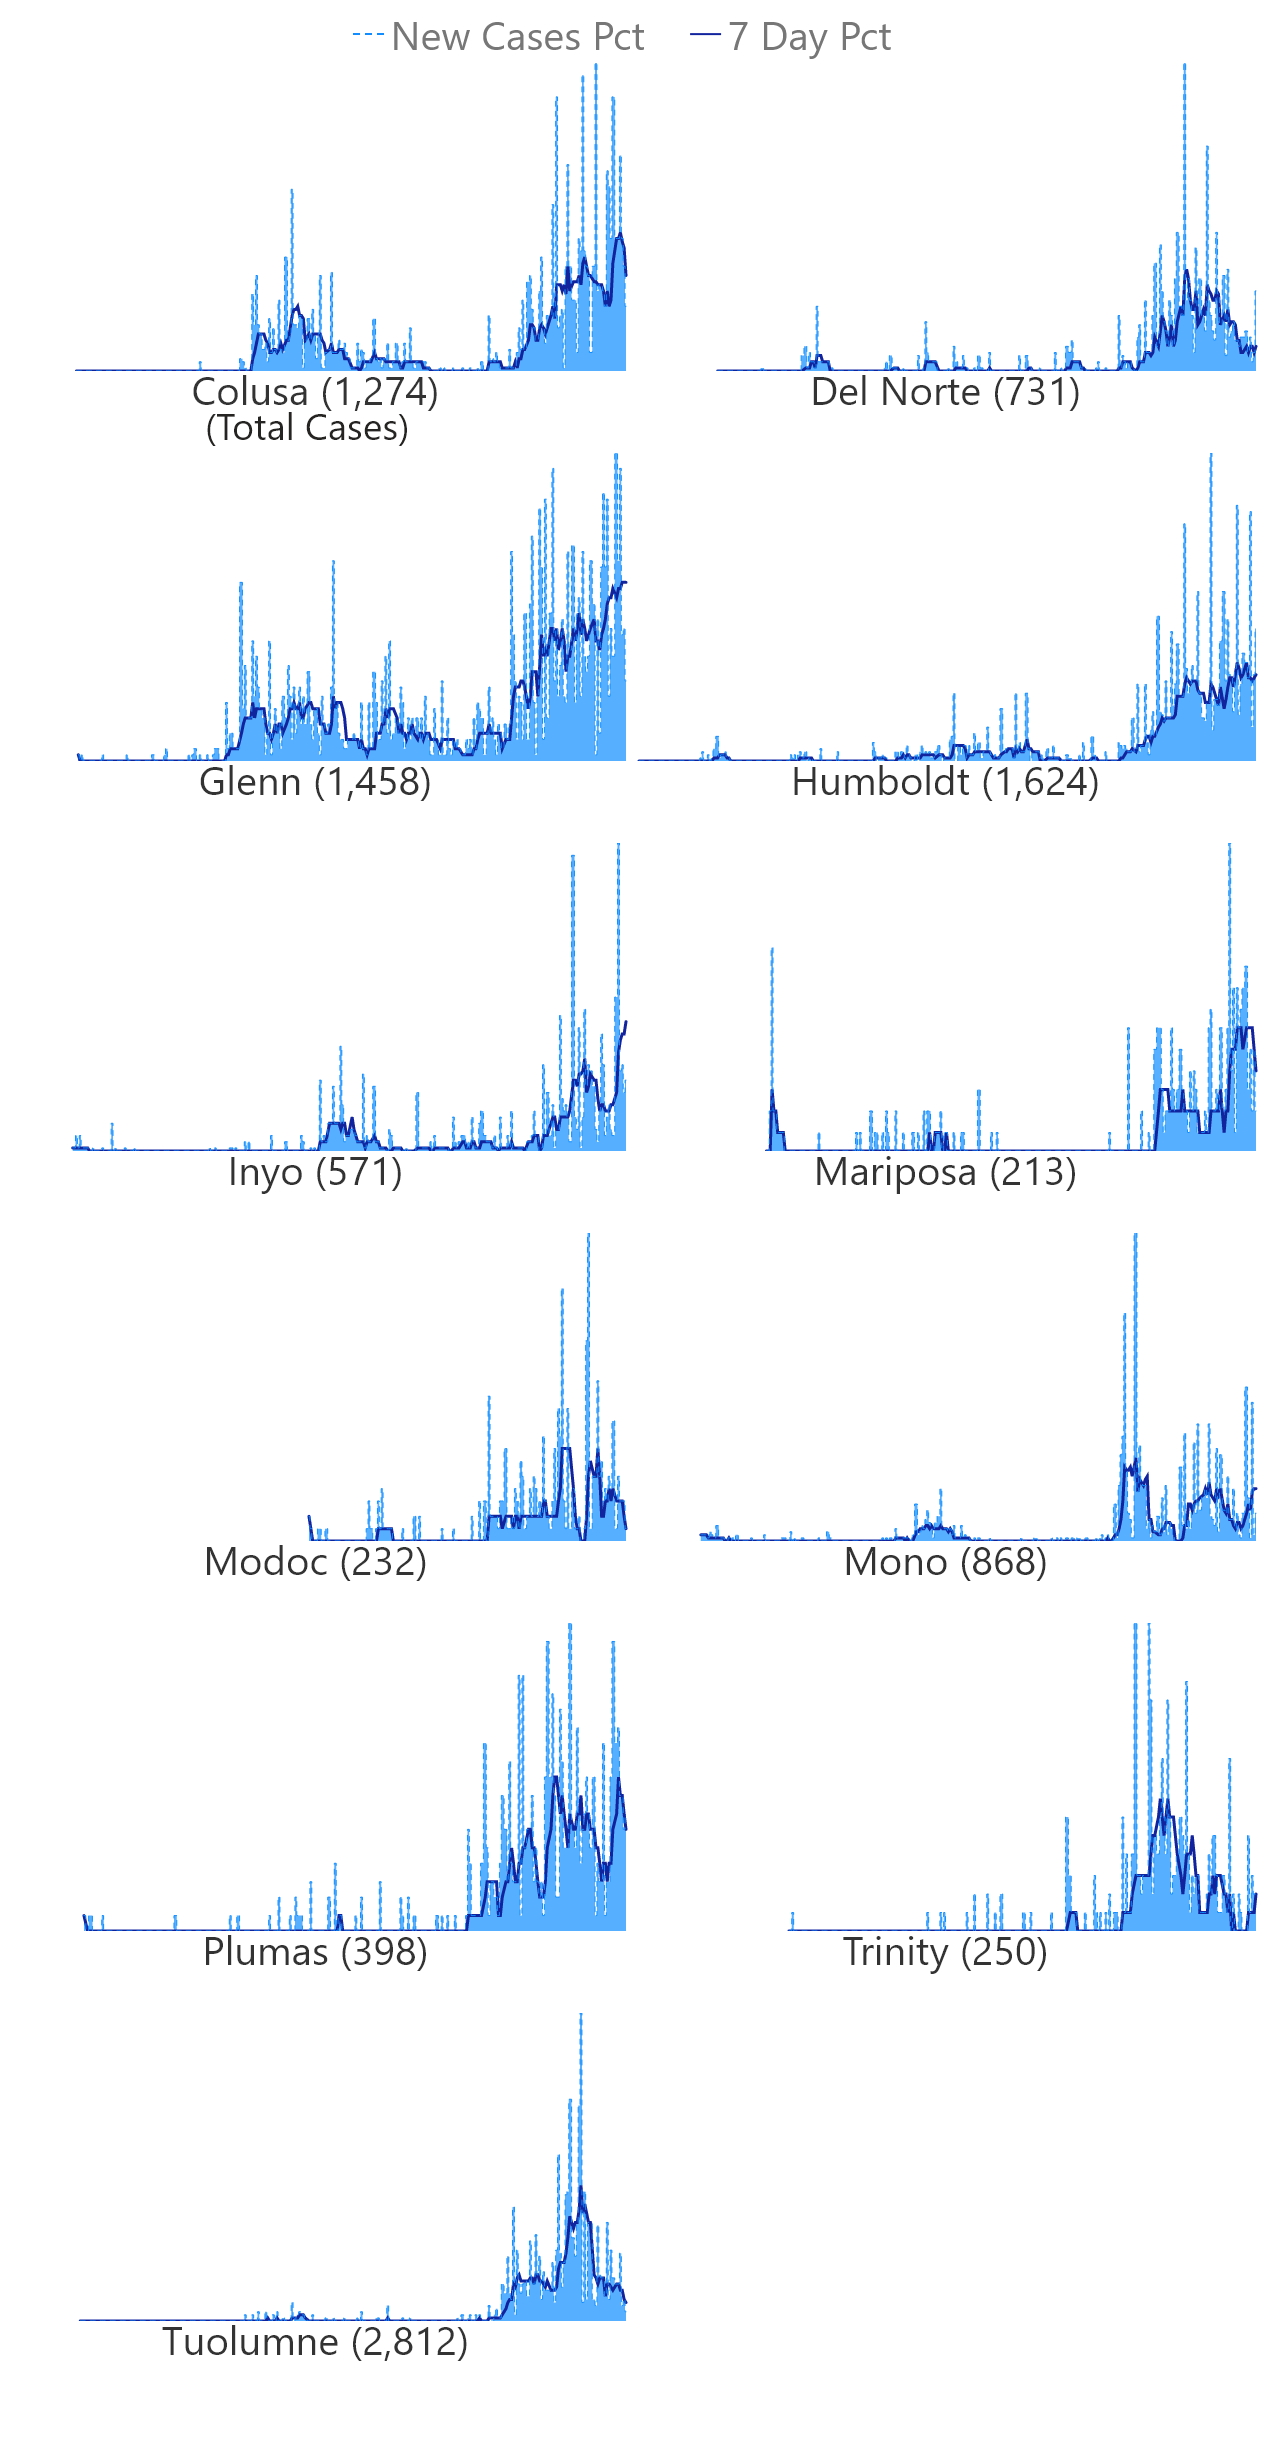 New Cases Pct 7 Day Pct
Colusa (1,274)
(Total Cases)
Del Norte (731)
Glenn (1,458)
Humboldt (1,624)
Inyo (571)
Mariposa (213)
Modoc (232)
Mono (868)
Plumas (398)
Trinity (250)
Tuolumne (2,812)